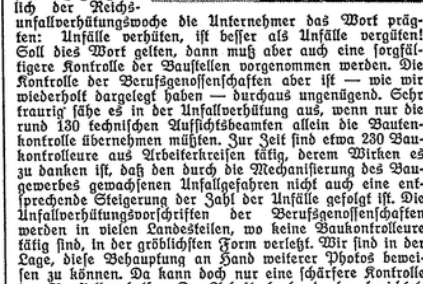 lich der Reichs-
unfallverhütungswoche die Unternehmer das Wort präg-
ten: Unfälle verhüten, ist besser als Unfälle vergüten!
Soll dies Wort gelten, dann muß aber auch eine sorgfäl-
tigere Kontrolle der Baustellen vorgenommen werden. Die
Kontrolle der Berufsgenossenschaften aber ist — wie wir
wiederholt dargelegt haben — durchaus ungenügend. Sehr
traurig sähe es in der Unfallverhütung aus, wenn nur die
rund 130 technischen Aufsichtsbeamten allein die Bauten-
kontrolle übernehmen müßten. Zur Zeit sind etwa 230 Bau-
kontrolleure aus Arbeiterkreisen tätig, derem Wirken es
zu danken ist, daß den durch die Mechanisierung des Bau-
gewerbes gewachsenen Unfallgefahren nicht auch eine ent-
sprechende Steigerung der Zahl der Unfälle gefolgt ist. Die
Unfallverhütungsvorschriften der Berufsgenossenschaften
werden in vielen Landesteilen, wo keine Baukontrolleure
tätig sind, in der gröblichsten Form verletzt. Wir sind in der
Lage, diese Behauptung an Hand weiterer Photos bewei-
sen zu können. Da kann doch nur eine schärfere Kontrolle